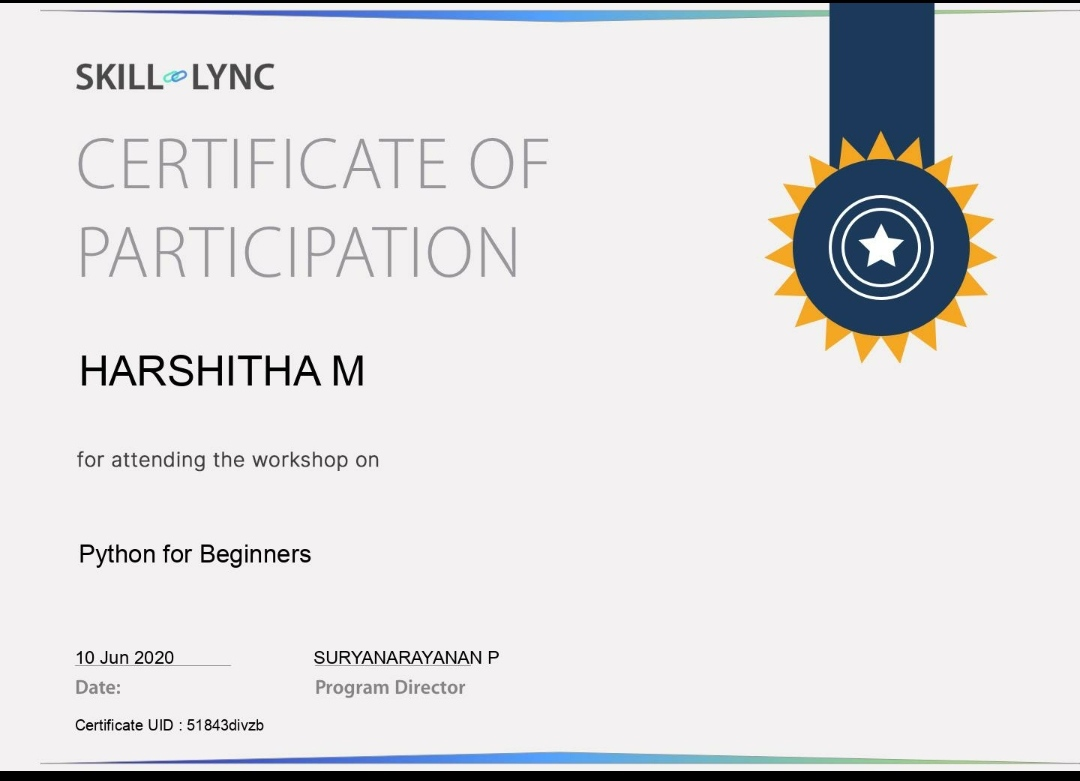 SKILL LYNC
CERTIFICATE OF
PARTICIPATION
HARSHITHA M
for attending the workshop on
Python for Beginners
10 Jun 2020 SURYANARAYANAN P
Date: Program Director
Certificate UID : 51843divzb